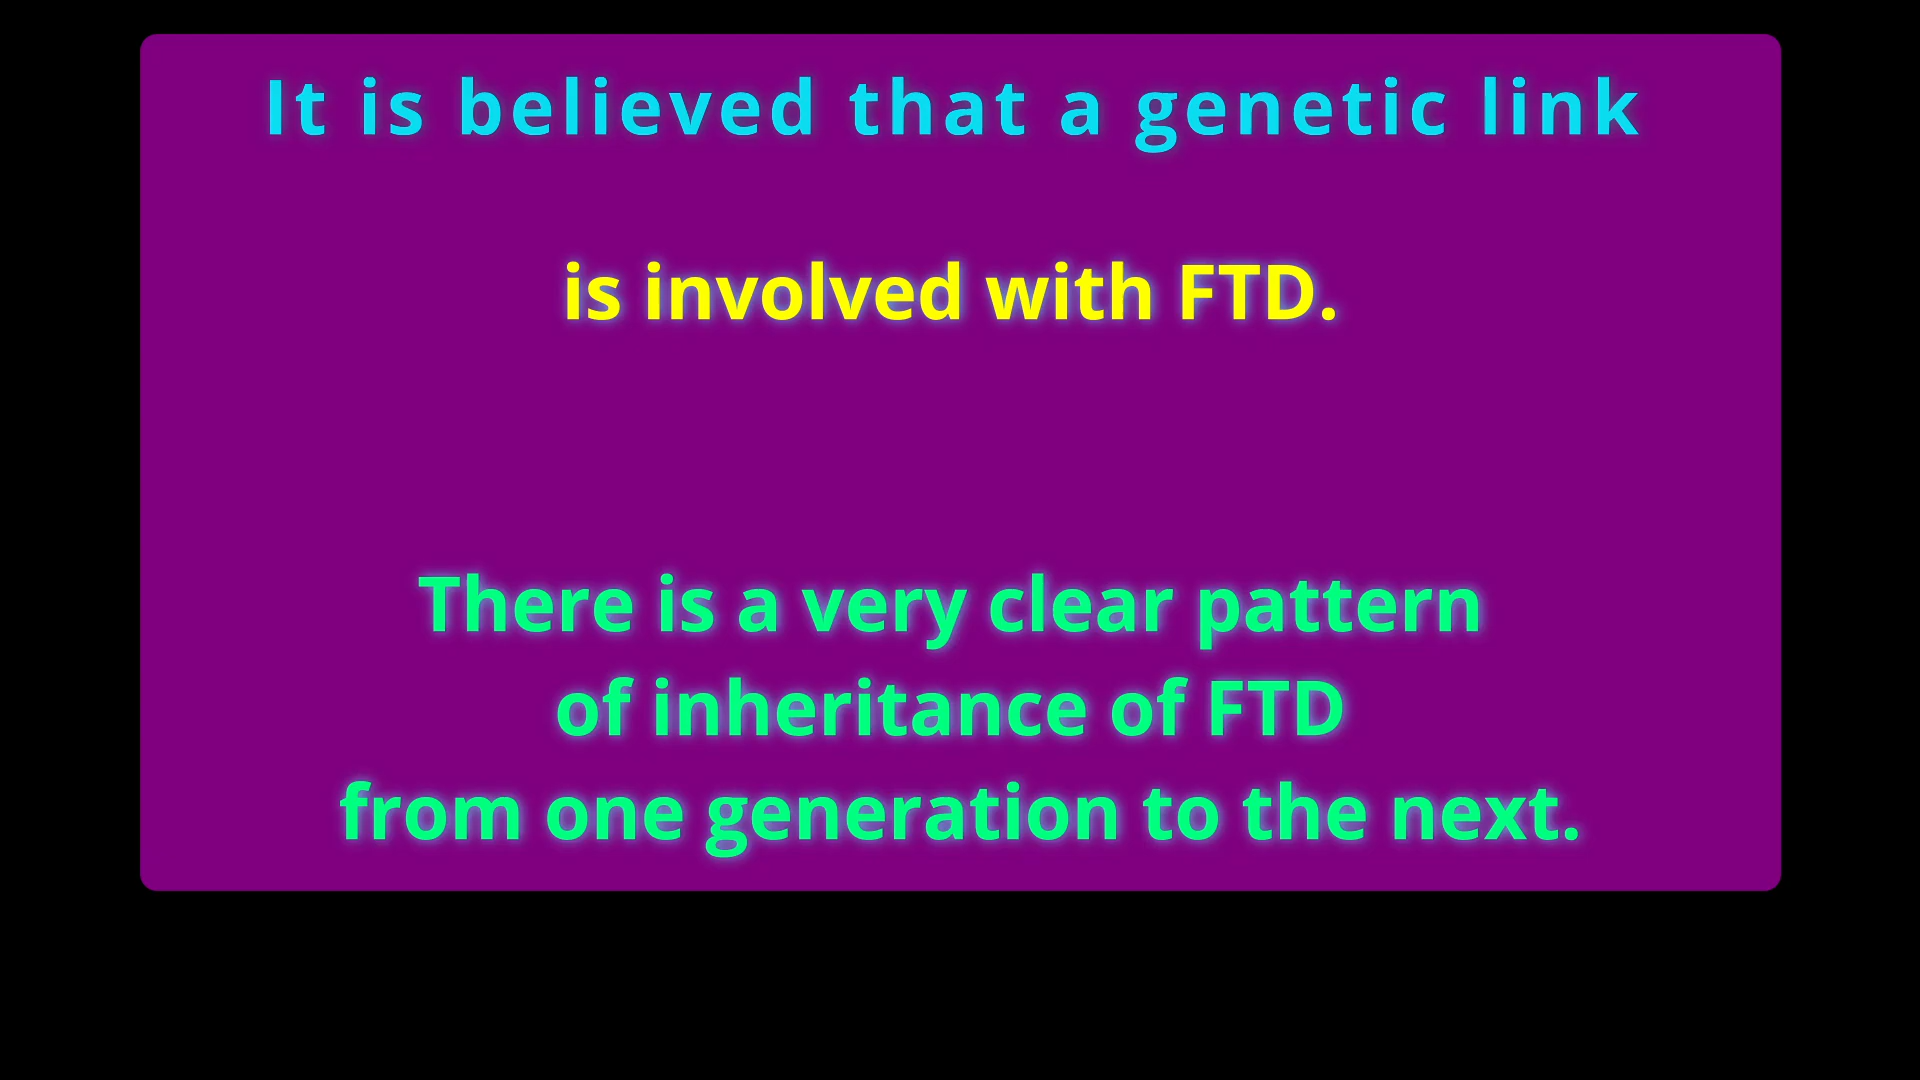 It is believed that a genetic link
is involved with FTD.
There is a very clear pattern
of inheritance of FTD
from one generation to the next.